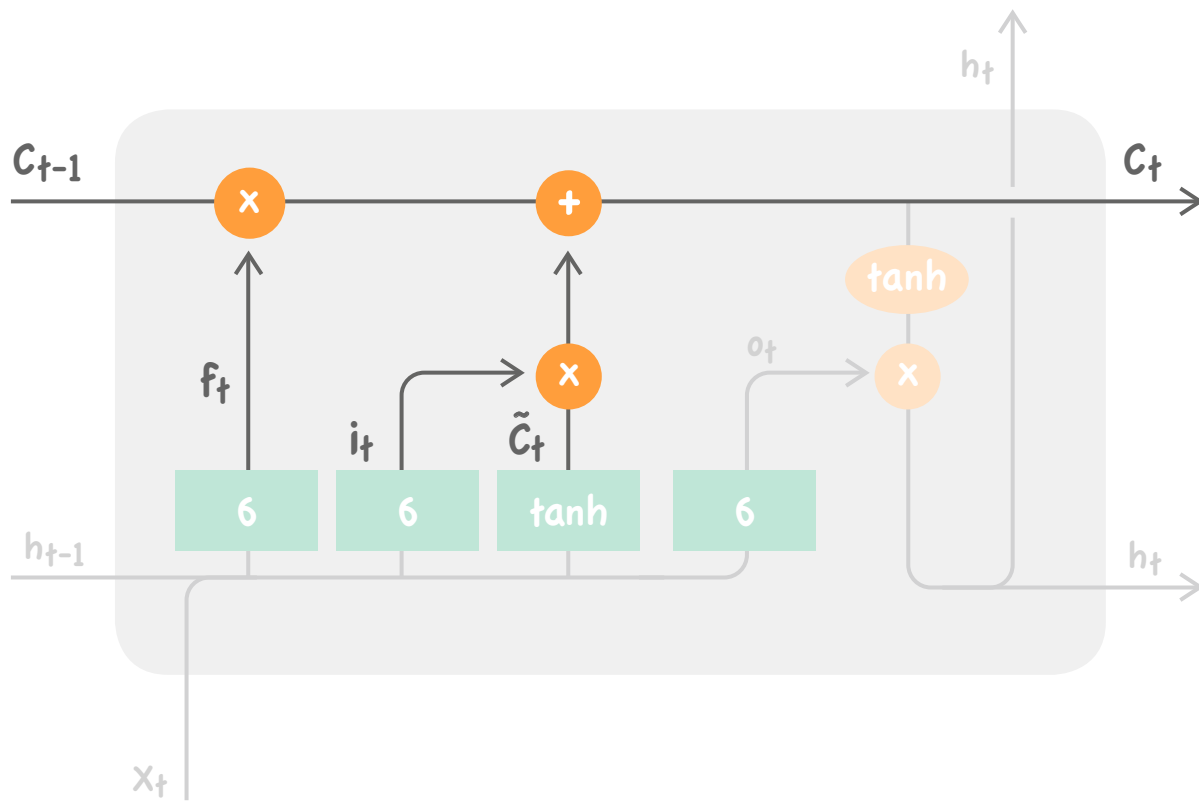 hₜ
Cₜ₋₁
Cₜ
x
+
tanh
fₜ
oₜ
x
x
iₜ
C̃ₜ
6
6
tanh
6
hₜ₋₁
hₜ
xₜ